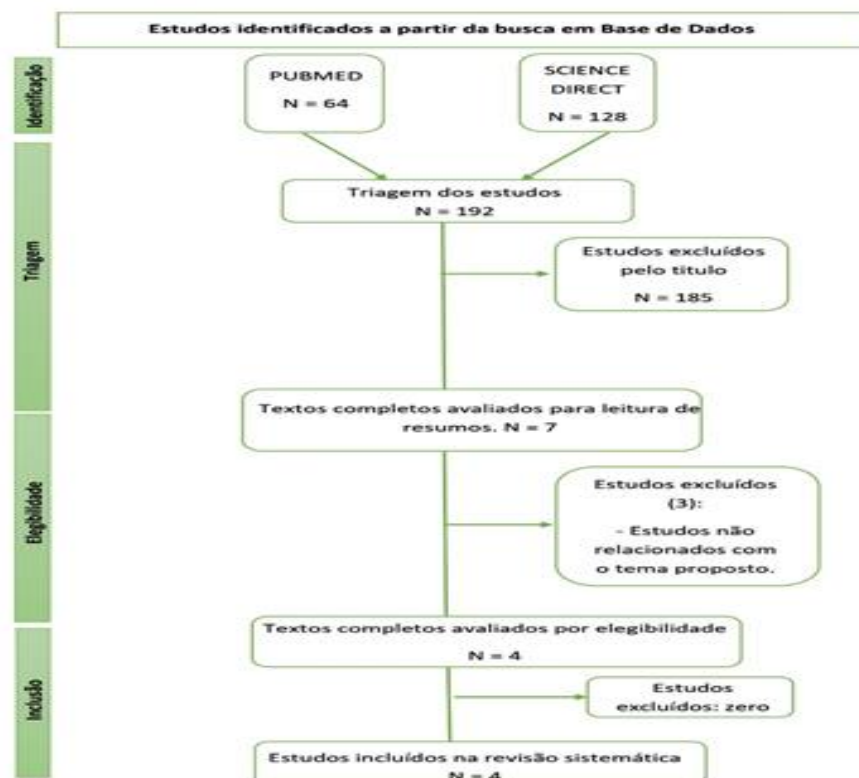 Estudos identificados a partir da busca em Base de Dados
Identificação
PUBMED
N = 64
SCIENCE
DIRECT
N = 128
Triagem
Triagem dos estudos
N = 192
Estudos excluídos
pelo titulo
N = 185
Textos completos avaliados para leitura de
resumos. N = 7
Elegibilidade
Estudos excluídos
(3):
- Estudos não
relacionados com
o tema proposto.
Textos completos avaliados por elegibilidade
N = 4
Inclusão
Estudos
excluídos: zero
Estudos incluídos na revisão sistemática
N = 4